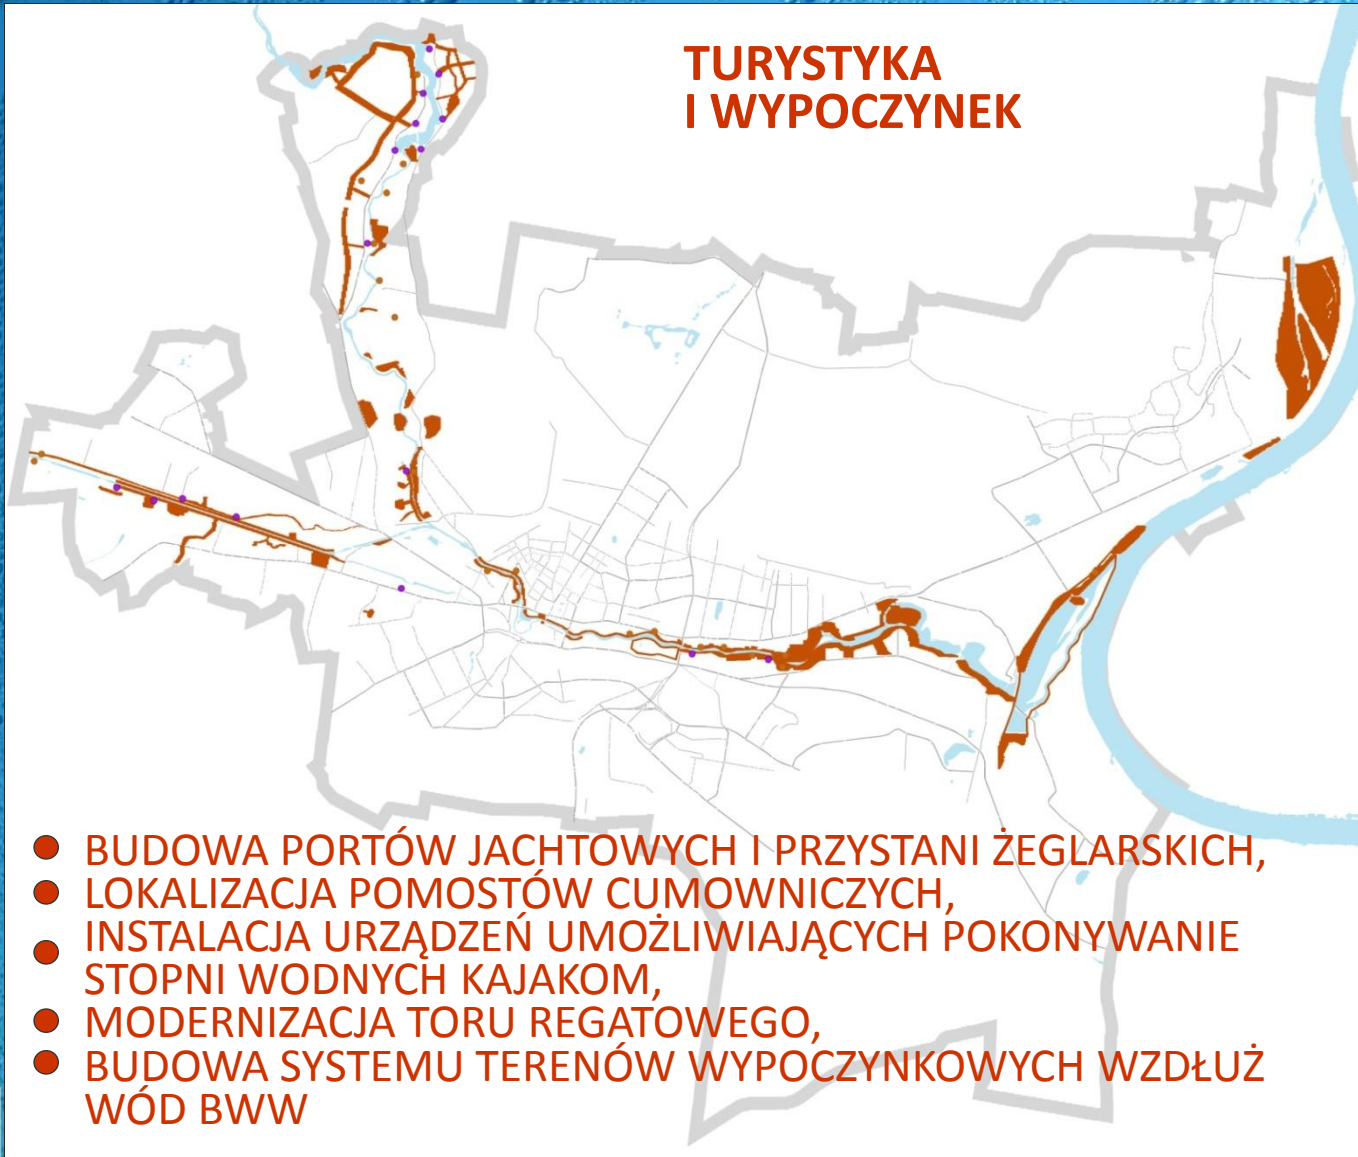 TURYSTYKA
I WYPOCZYNEK
BUDOWA PORTÓW JACHTOWYCH I PRZYSTANI ŻEGLARSKICH,
LOKALIZACJA POMOSTÓW CUMOWNICZYCH,
INSTALACJA URZĄDZEŃ UMOŻLIWIAJĄCYCH POKONYWANIE
STOPNI WODNYCH KAJAKOM,
MODERNIZACJA TORU REGATOWEGO,
BUDOWA SYSTEMU TERENÓW WYPOCZYNKOWYCH WZDŁUŻ
WÓD BWW